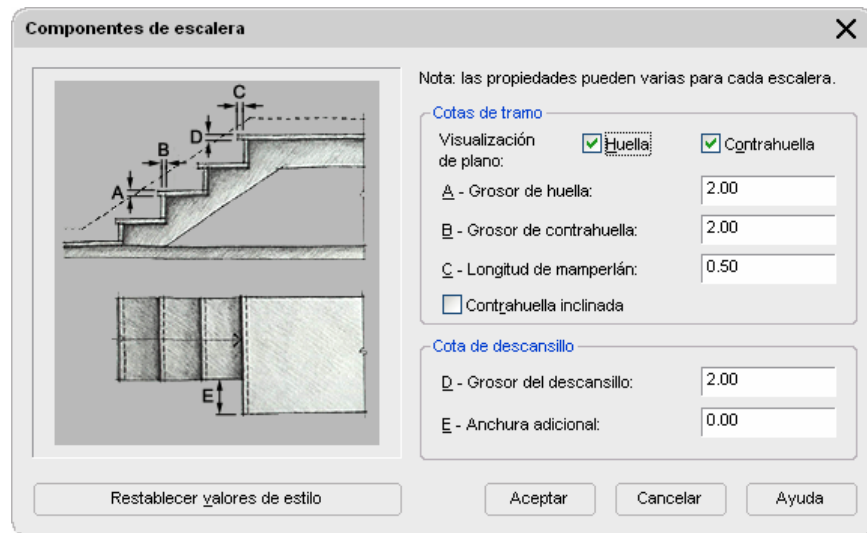 Componentes de escalera
C
D
B
A
E
Nota: las propiedades pueden varias para cada escalera.
Cotas de tramo
Visualización
de plano:
Huella
Contrahuella
A - Grosor de huella:
2.00
B - Grosor de contrahuella:
2.00
C - Longitud de mamperlán:
0.50
Contrahuella inclinada
Cota de descansillo
D - Grosor del descansillo:
2.00
E - Anchura adicional:
0.00
Restablecer valores de estilo
Aceptar
Cancelar
Ayuda